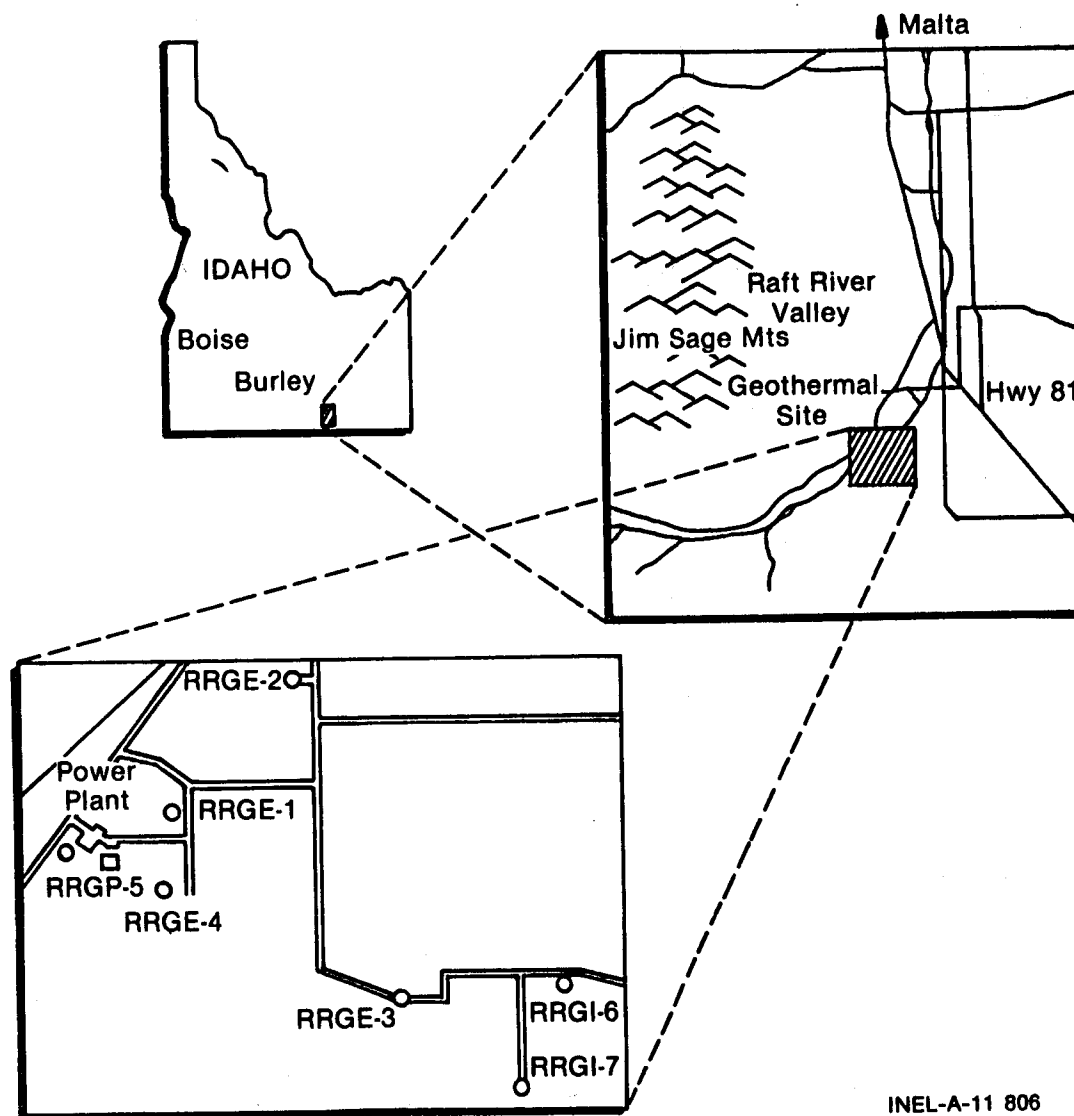 Malta
IDAHO
Boise
Burley
Raft River
Valley
Jim Sage Mts
Geothermal
Site
Hwy 81
RRGE-2
Power
Plant
RRGE-1
RRGP-5
RRGE-4
RRGE-3
RRGI-6
RRGI-7
INEL-A-11 806